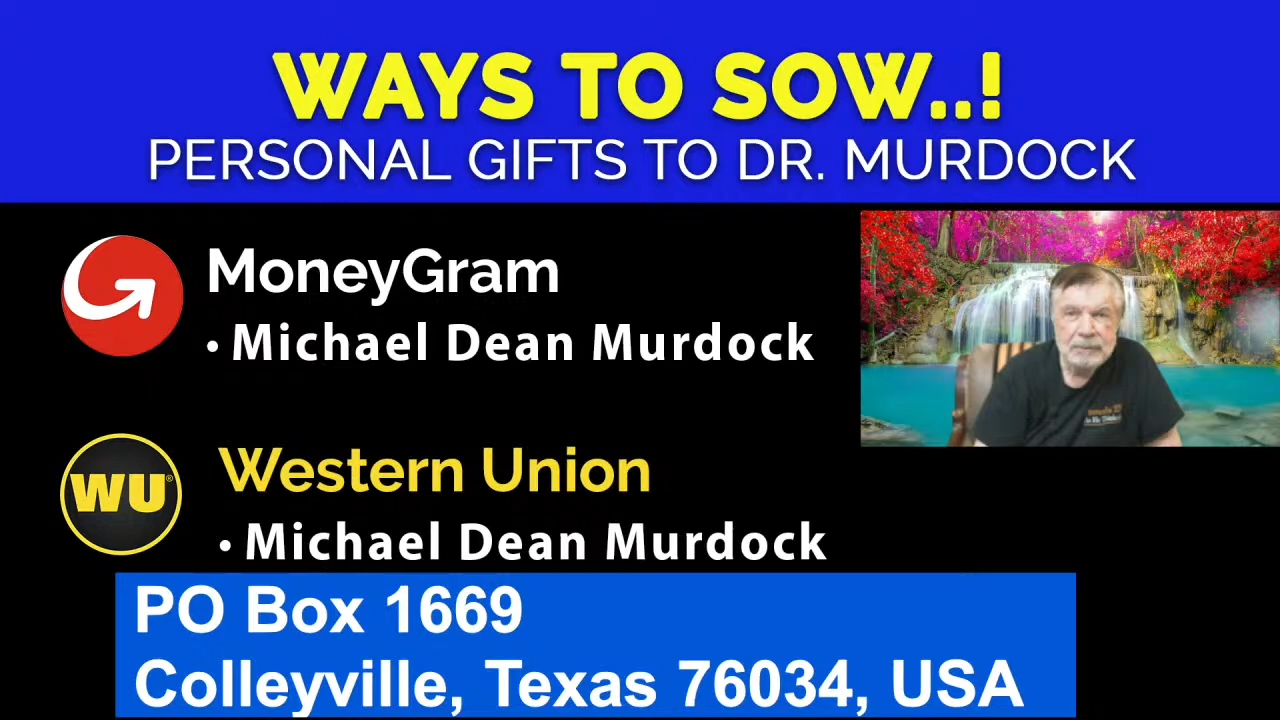 WAYS TO SOW..!
PERSONAL GIFTS TO DR. MURDOCK
MoneyGram
• Michael Dean Murdock
WU®
Western Union
• Michael Dean Murdock
PO Box 1669
Colleyville, Texas 76034, USA